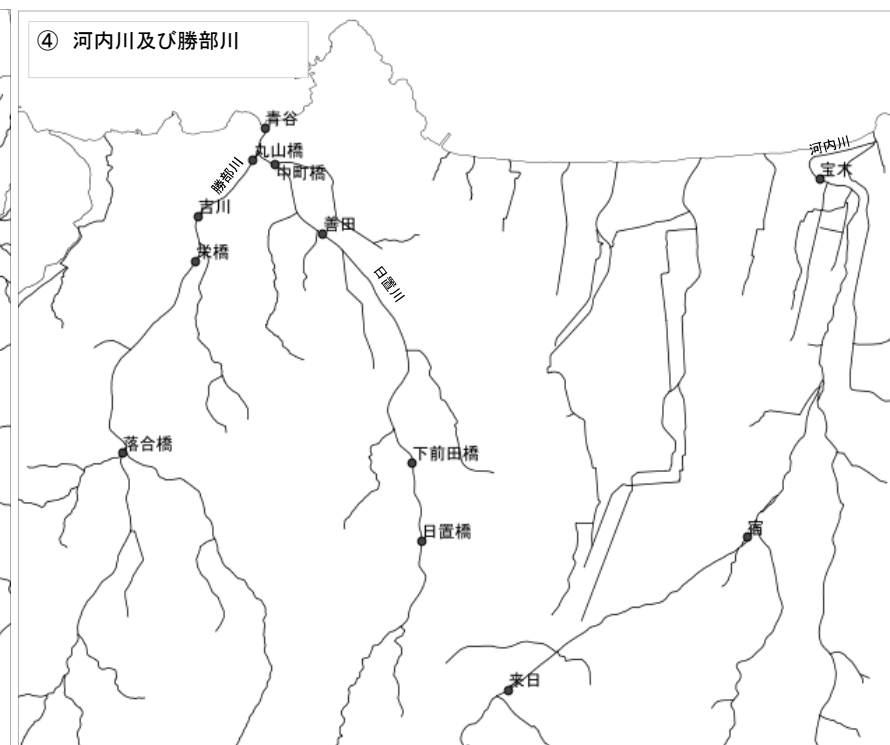 ④ 河内川及び勝部川
青谷
丸山橋
中町橋
勝部川
河内川
宝木
吉川
善田
栄橋
日置川
落合橋
下前田橋
日置橋
宿
来日